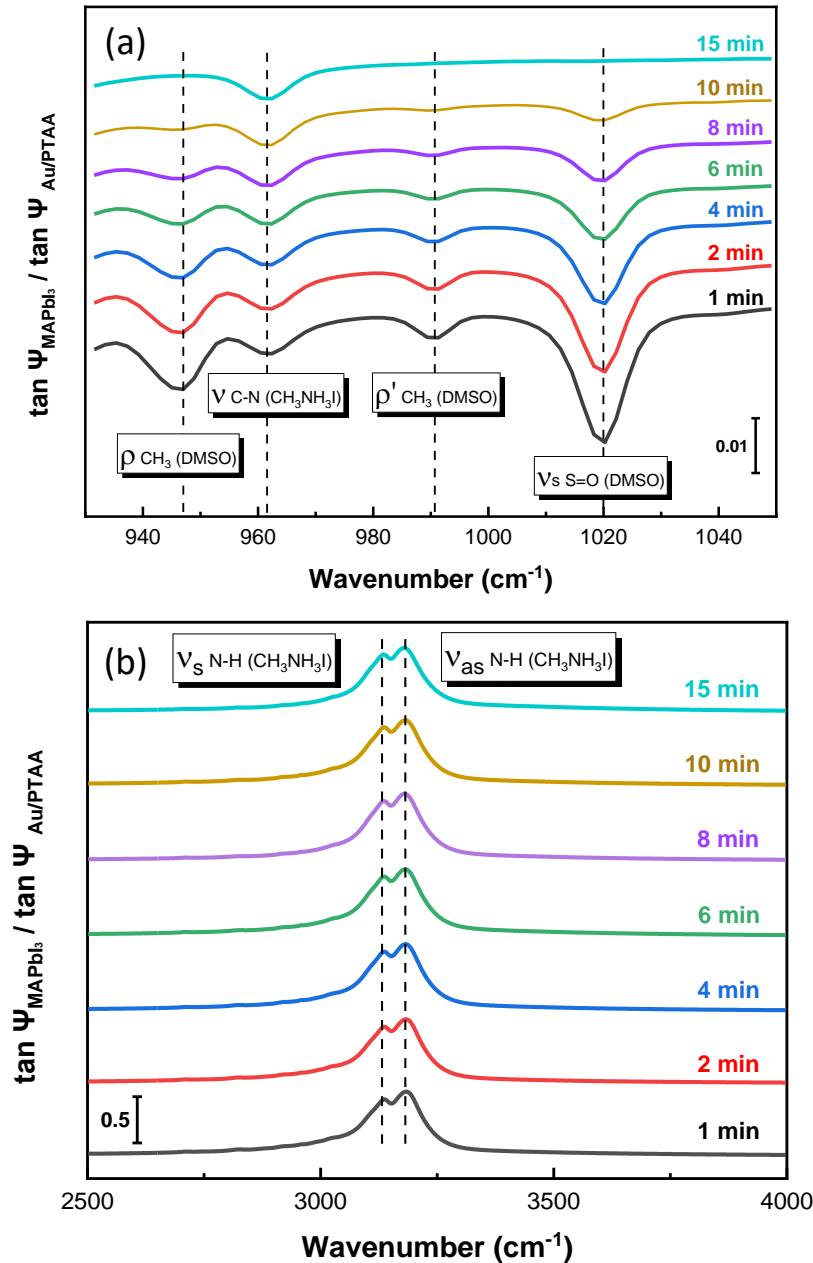 (a)
15 min
10 min
8 min
6 min
4 min
2 min
1 min
tan Ψ MAPbI₃ / tan Ψ Au/PTAA
ν C-N (CH₃NH₃I)
ρ' CH₃ (DMSO)
ρ CH₃ (DMSO)
νs S=O (DMSO)
0.01
940 960 980 1000 1020 1040
Wavenumber (cm⁻¹)
(b)
νs N-H (CH₃NH₃I)
νas N-H (CH₃NH₃I)
15 min
10 min
8 min
6 min
4 min
2 min
1 min
tan Ψ MAPbI₃ / tan Ψ Au/PTAA
0.5
2500 3000 3500 4000
Wavenumber (cm⁻¹)